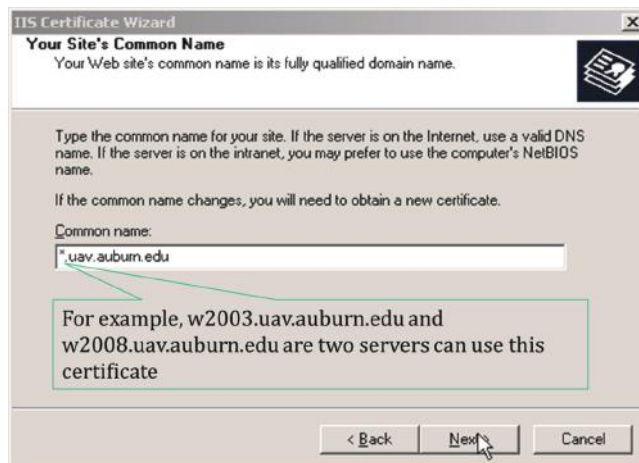 IIS Certificate Wizard
Your Site's Common Name
Your Web site's common name is its fully qualified domain name.
Type the common name for your site. If the server is on the Internet, use a valid DNS
name. If the server is on the intranet, you may prefer to use the computer's NetBIOS
name.
If the common name changes, you will need to obtain a new certificate.
Common name:
*.uav.auburn.edu
For example, w2003.uav.auburn.edu and
w2008.uav.auburn.edu are two servers can use this
certificate
< Back Next > Cancel